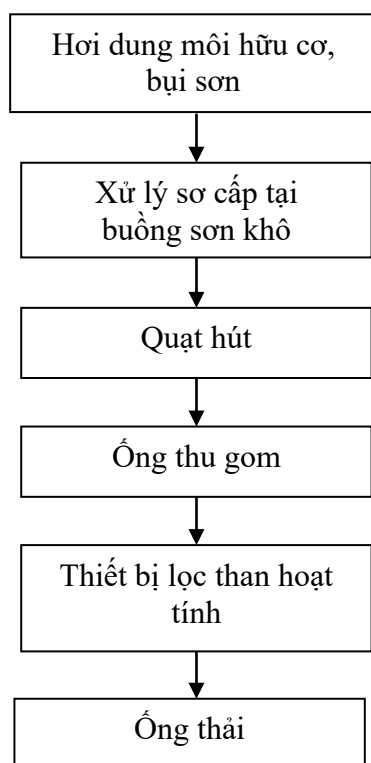 Hơi dung môi hữu cơ,
bụi sơn
Xử lý sơ cấp tại
buồng sơn khô
Quạt hút
Ống thu gom
Thiết bị lọc than hoạt
tính
Ống thải